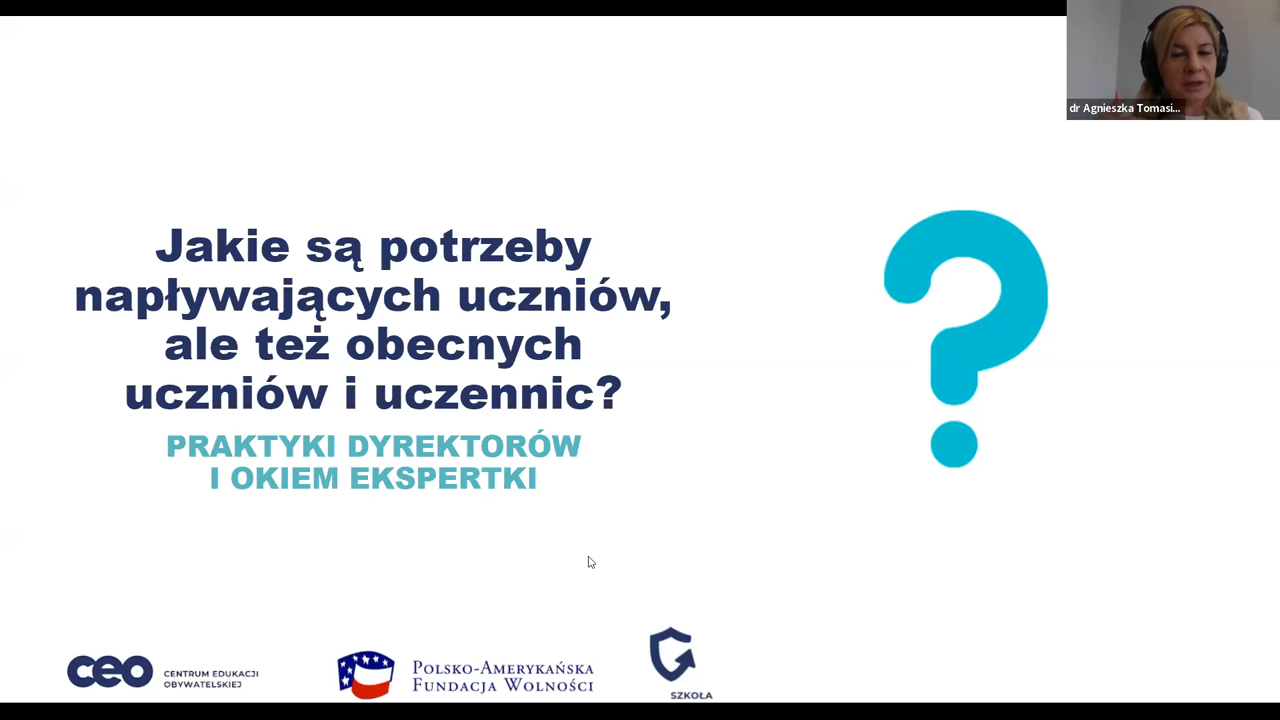 dr Agnieszka Tomasi...
Jakie są potrzeby
napływających uczniów,
ale też obecnych
uczniów i uczennic?
PRAKTYKI DYREKTORÓW
I OKIEM EKSPERTKI
ceo
CENTRUM EDUKACJI
OBYWATELSKIEJ
POLSKO-AMERYKAŃSKA
FUNDACJA WOLNOŚCI
SZKOŁA